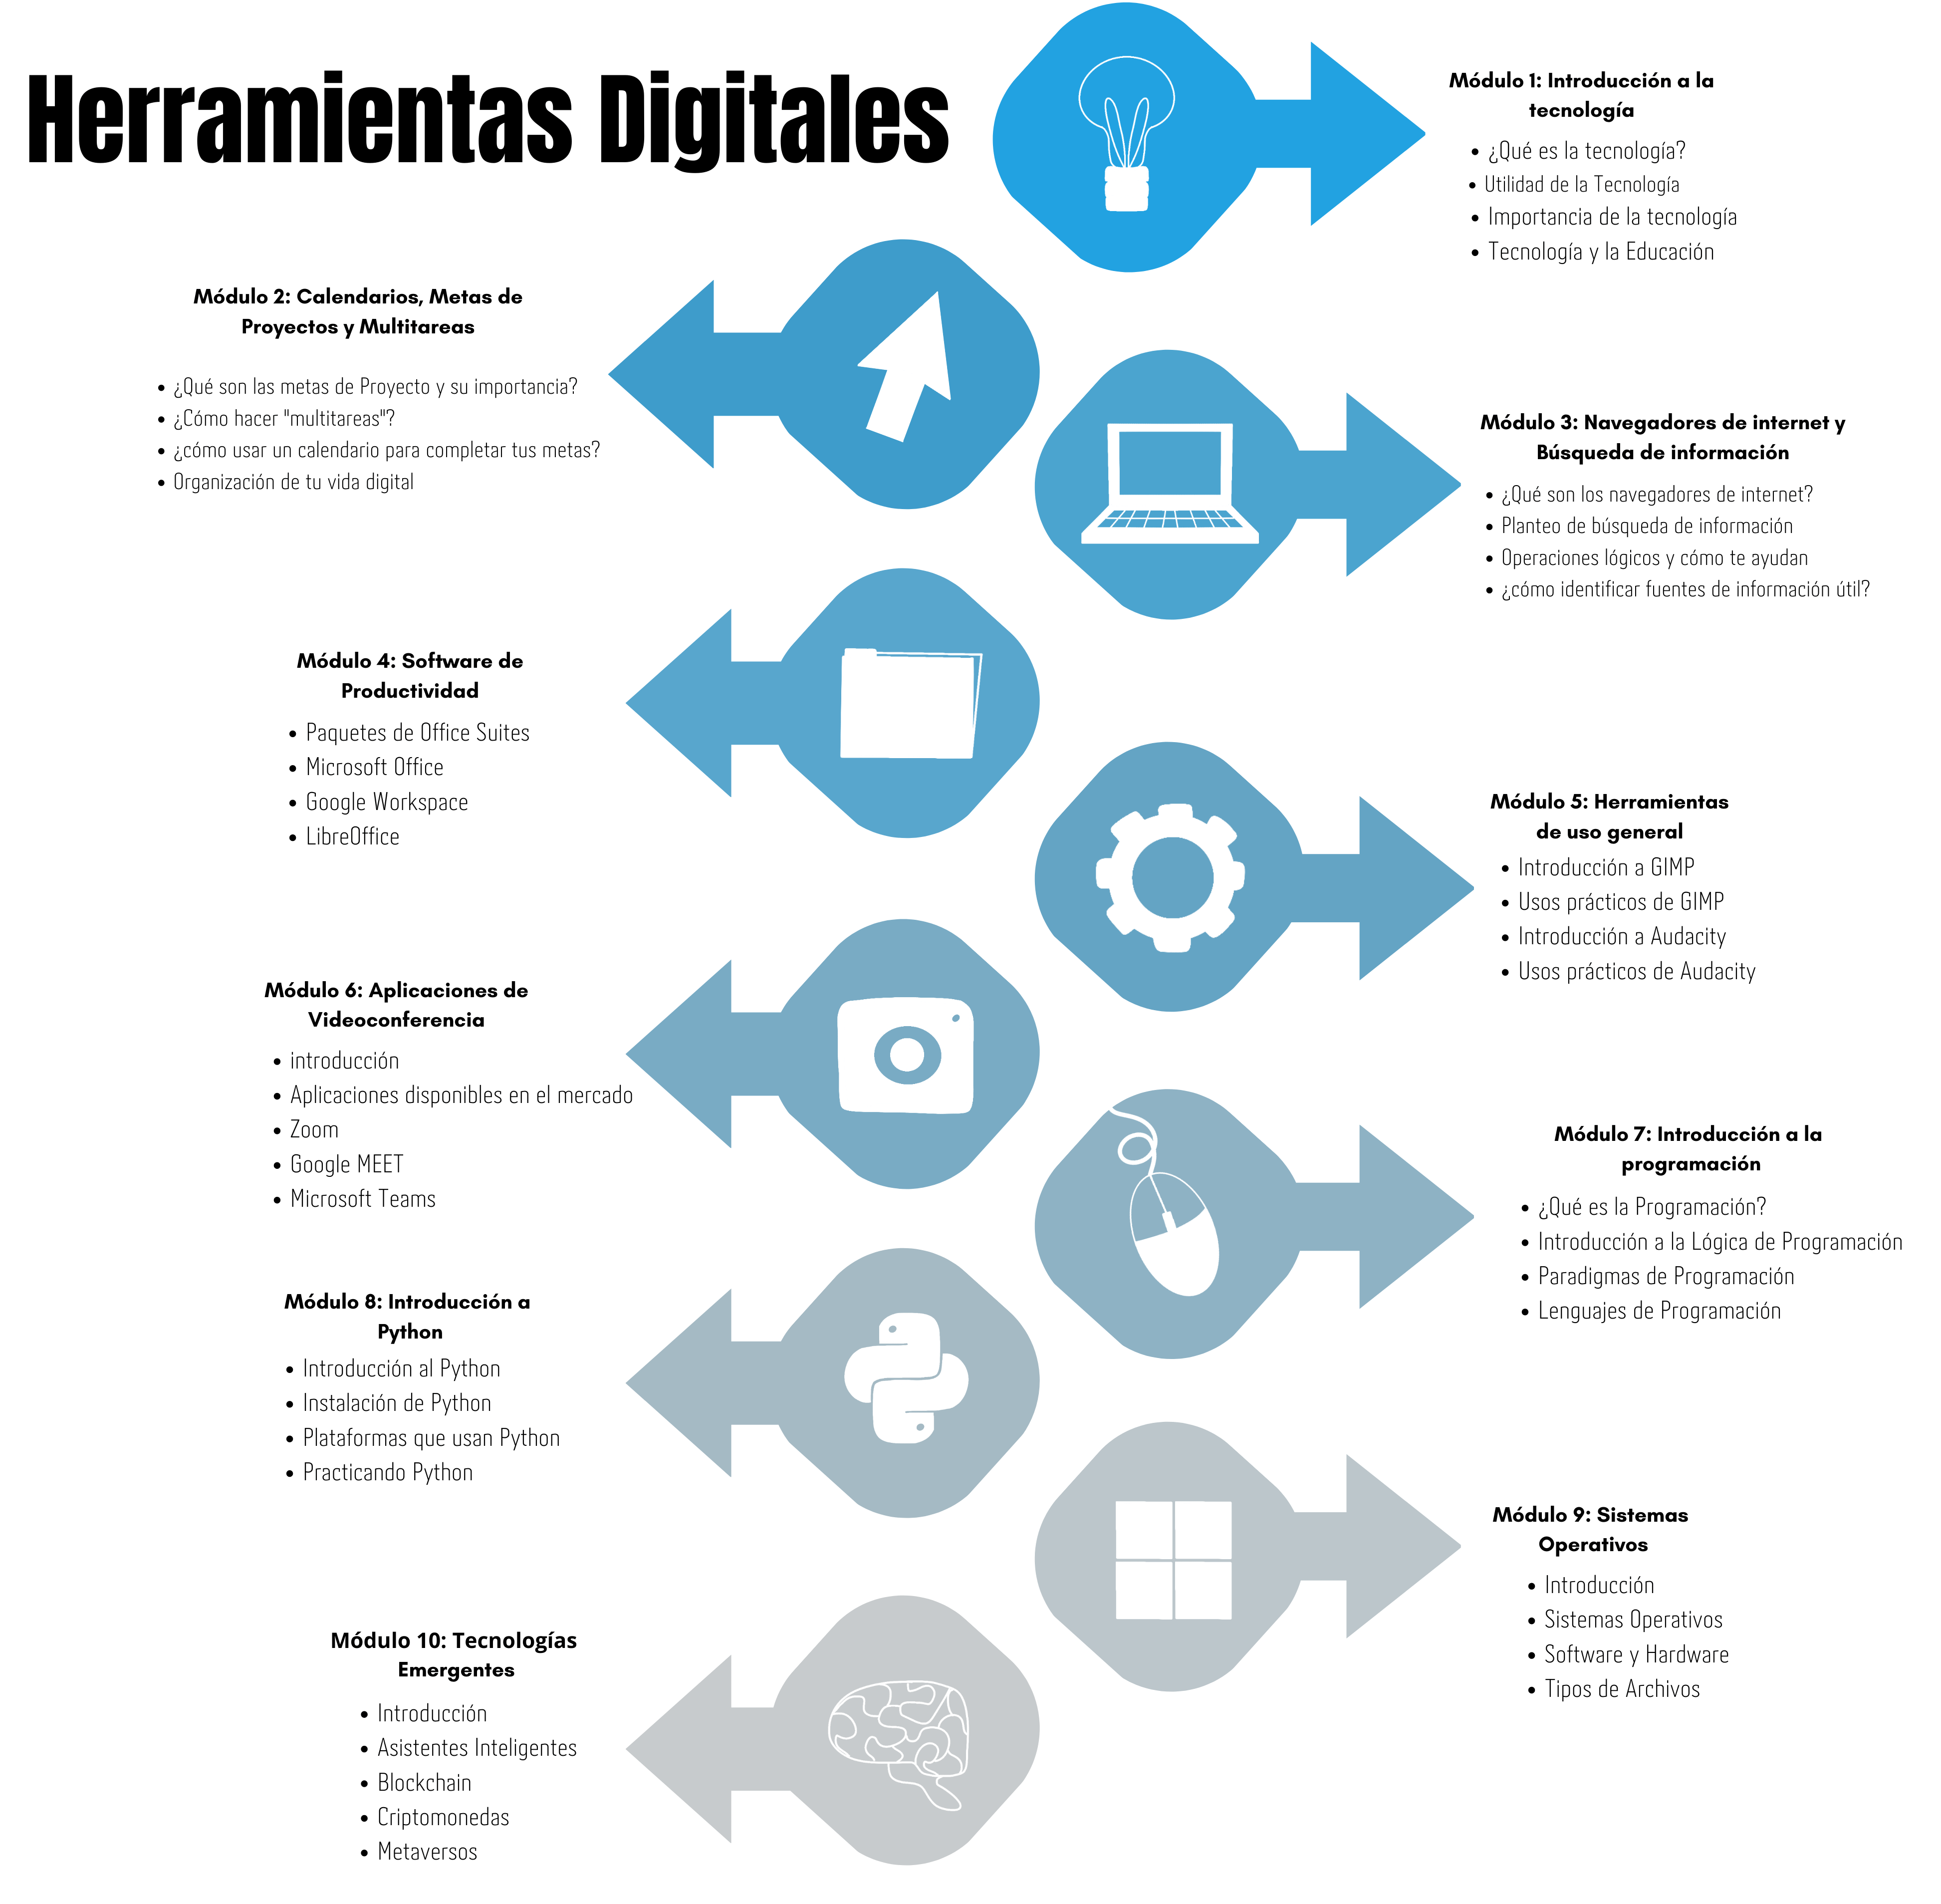 Herramientas Digitales
Módulo 1: Introducción a la
tecnología
• ¿Qué es la tecnología?
• Utilidad de la Tecnología
• Importancia de la tecnología
• Tecnología y la Educación
Módulo 2: Calendarios, Metas de
Proyectos y Multitareas
• ¿Qué son las metas de Proyecto y su importancia?
• ¿Cómo hacer "multitareas"?
• ¿cómo usar un calendario para completar tus metas?
• Organización de tu vida digital
Módulo 3: Navegadores de internet y
Búsqueda de información
• ¿Qué son los navegadores de internet?
• Planteo de búsqueda de información
• Operaciones lógicos y cómo te ayudan
• ¿cómo identificar fuentes de información útil?
Módulo 4: Software de
Productividad
• Paquetes de Office Suites
• Microsoft Office
• Google Workspace
• LibreOffice
Módulo 5: Herramientas
de uso general
• Introducción a GIMP
• Usos prácticos de GIMP
• Introducción a Audacity
• Usos prácticos de Audacity
Módulo 6: Aplicaciones de
Videoconferencia
• introducción
• Aplicaciones disponibles en el mercado
• Zoom
• Google MEET
• Microsoft Teams
Módulo 7: Introducción a la
programación
• ¿Qué es la Programación?
• Introducción a la Lógica de Programación
• Paradigmas de Programación
• Lenguajes de Programación
Módulo 8: Introducción a
Python
• Introducción al Python
• Instalación de Python
• Plataformas que usan Python
• Practicando Python
Módulo 9: Sistemas
Operativos
• Introducción
• Sistemas Operativos
• Software y Hardware
• Tipos de Archivos
Módulo 10: Tecnologías
Emergentes
• Introducción
• Asistentes Inteligentes
• Blockchain
• Criptomonedas
• Metaversos